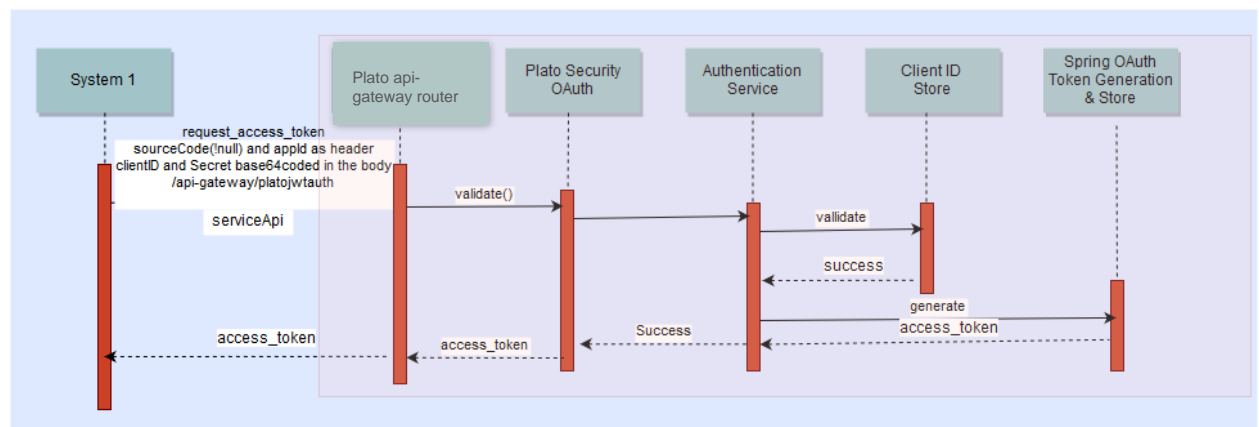 System 1
Plato api-
gateway router
Plato Security
OAuth
Authentication
Service
Client ID
Store
Spring OAuth
Token Generation
& Store
request_access_token
sourceCode(!null) and appId as header
clientID and Secret base64coded in the body
/api-gateway/platojwtauth
serviceApi
validate()
vallidate
success
generate
access_token
Success
access_token
access_token